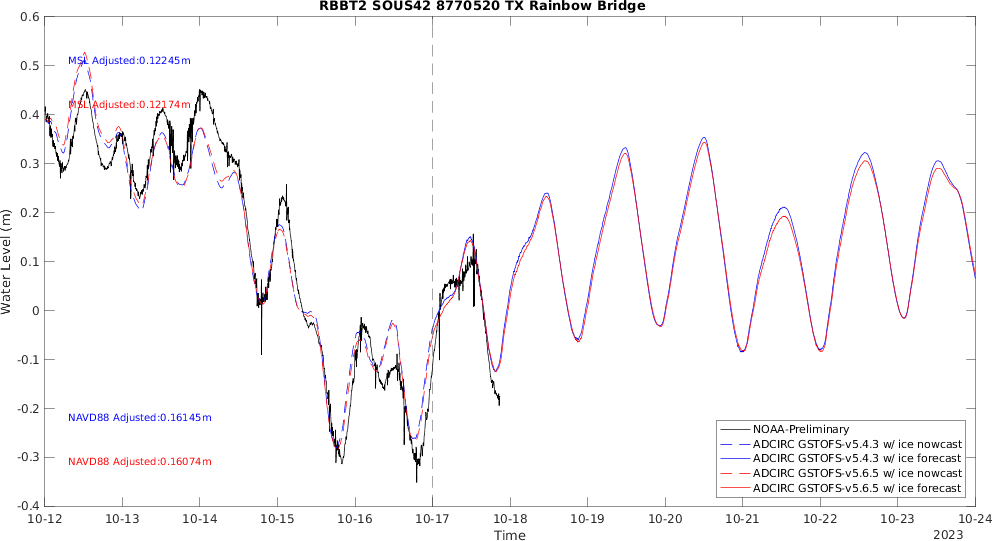 RBBT2 SOUS42 8770520 TX Rainbow Bridge
0.6
0.5
0.4
0.3
0.2
0.1
0
-0.1
-0.2
-0.3
-0.4
Water Level (m)
MSL Adjusted:0.12245m
MSL Adjusted:0.12174m
NAVD88 Adjusted:0.16145m
NAVD88 Adjusted:0.16074m
NOAA-Preliminary
ADCIRC GSTOFS-v5.4.3 w/ ice nowcast
ADCIRC GSTOFS-v5.4.3 w/ ice forecast
ADCIRC GSTOFS-v5.6.5 w/ ice nowcast
ADCIRC GSTOFS-v5.6.5 w/ ice forecast
10-12 10-13 10-14 10-15 10-16 10-17 10-18 10-19 10-20 10-21 10-22 10-23 10-24
Time
2023